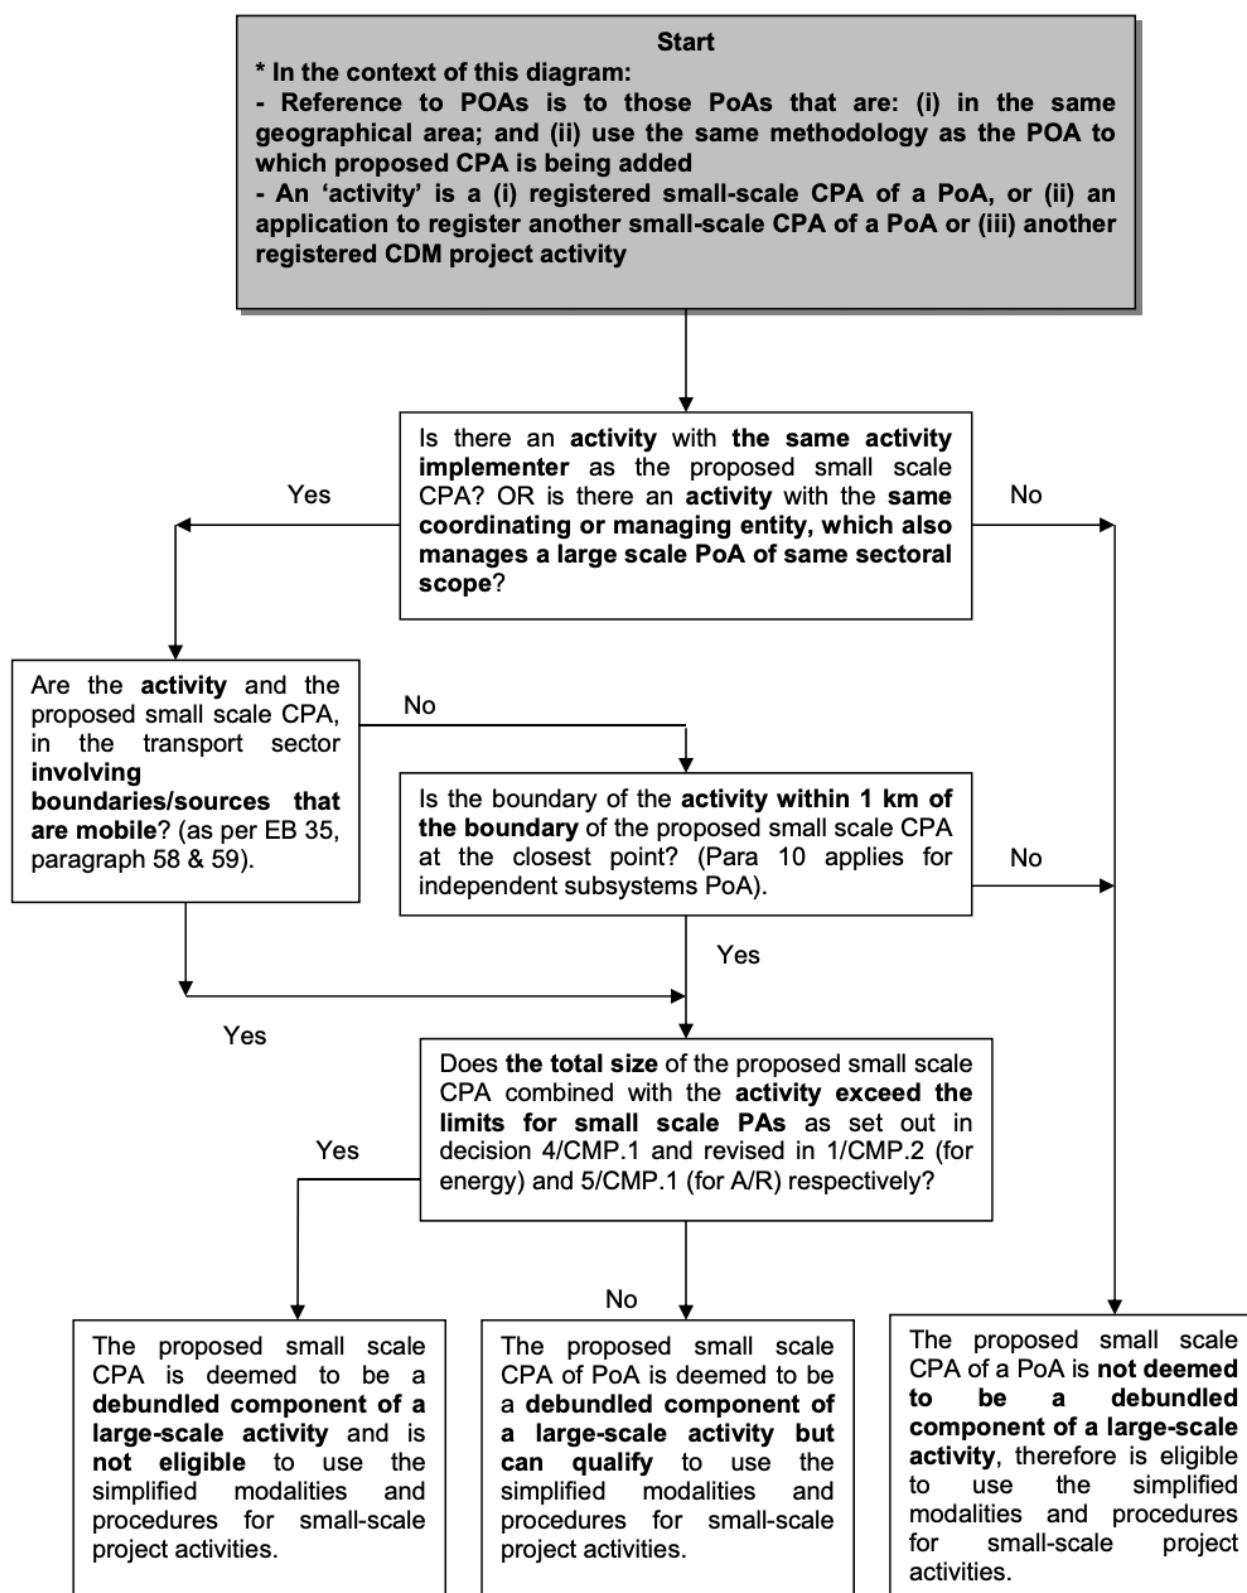 Start
* In the context of this diagram:
- Reference to POAs is to those PoAs that are: (i) in the same
geographical area; and (ii) use the same methodology as the POA to
which proposed CPA is being added
- An ‘activity’ is a (i) registered small-scale CPA of a PoA, or (ii) an
application to register another small-scale CPA of a PoA or (iii) another
registered CDM project activity
Is there an activity with the same activity
implementer as the proposed small scale
CPA? OR is there an activity with the same
coordinating or managing entity, which also
manages a large scale PoA of same sectoral
scope?
Yes
No
Are the activity and the
proposed small scale CPA,
in the transport sector
involving
boundaries/sources that
are mobile? (as per EB 35,
paragraph 58 & 59).
No
Is the boundary of the activity within 1 km of
the boundary of the proposed small scale CPA
at the closest point? (Para 10 applies for
independent subsystems PoA).
No
Yes
Yes
Does the total size of the proposed small scale
CPA combined with the activity exceed the
limits for small scale PAs as set out in
decision 4/CMP.1 and revised in 1/CMP.2 (for
energy) and 5/CMP.1 (for A/R) respectively?
Yes
No
The proposed small scale
CPA is deemed to be a
debundled component of a
large-scale activity and is
not eligible to use the
simplified modalities and
procedures for small-scale
project activities.
The proposed small scale
CPA of PoA is deemed to be
a debundled component of
a large-scale activity but
can qualify to use the
simplified modalities and
procedures for small-scale
project activities.
The proposed small scale
CPA of a PoA is not deemed
to be a debundled
component of a large-scale
activity, therefore is eligible
to use the simplified
modalities and procedures
for small-scale project
activities.